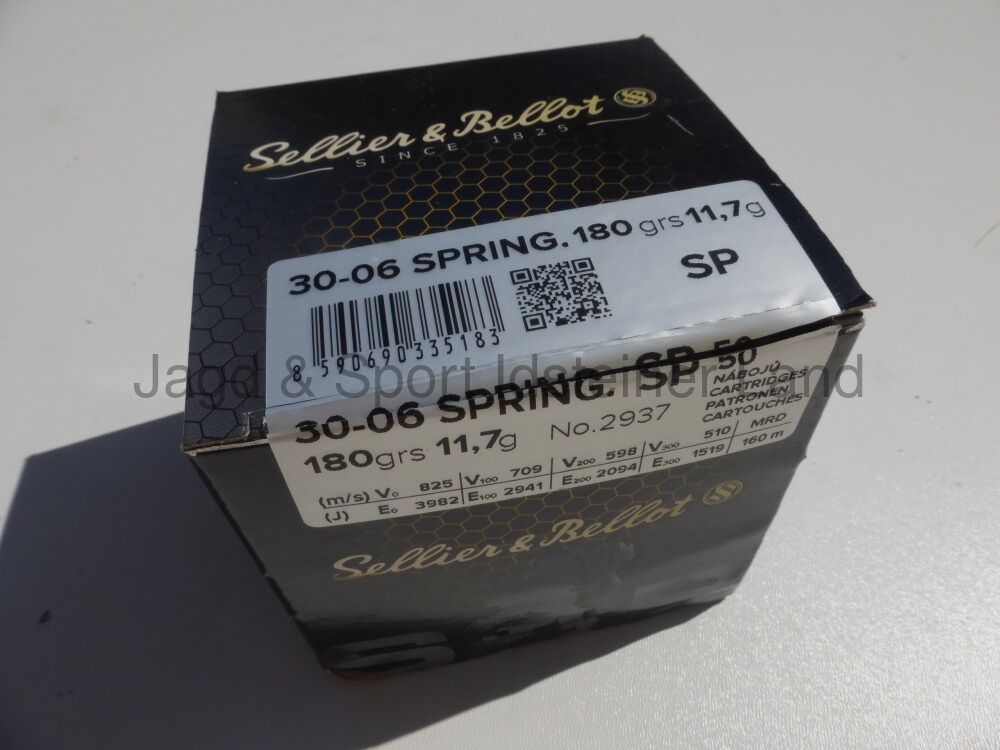 Sellier & Bellot
SINCE 1825
30-06 SPRING. 180 grs 11,7g
SP
8 590690 335183
Jagd & Sport Idsteinerland
30-06 SPRING. SP 50
NÁBOJŮ
CARTRIDGES
PATRONEN
CARTOUCHES
180grs 11,7g No.2937
(m/s) V₀ 825 V₁₀₀ 709 V₂₀₀ 598 V₃₀₀ 510 MRD
(J) E₀ 3982 E₁₀₀ 2941 E₂₀₀ 2094 E₃₀₀ 1519 160 m
Sellier & Bellot